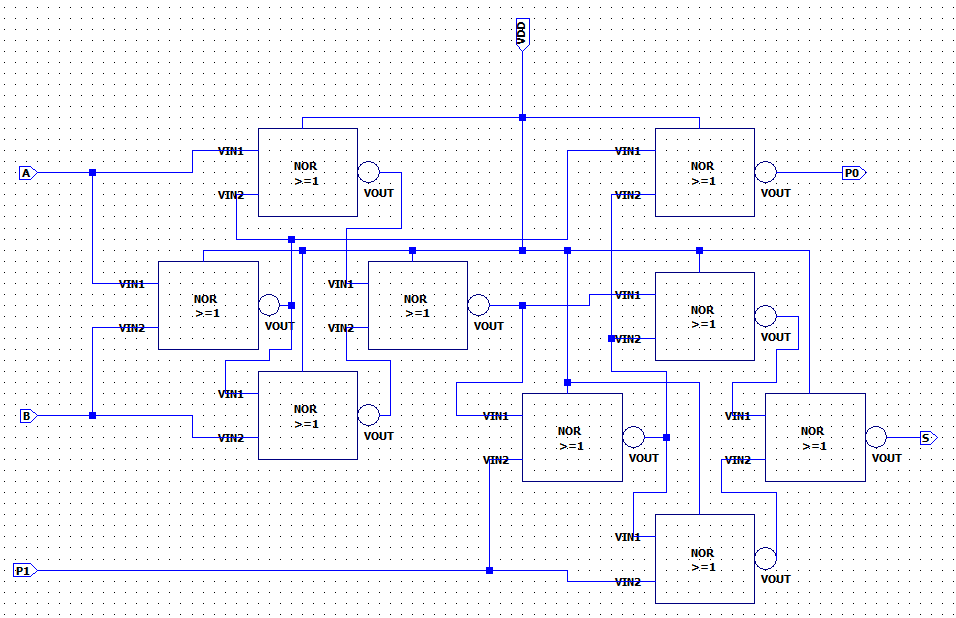 VDD
VIN1
NOR
>=1
VIN2
VOUT
VIN1
NOR
>=1
VIN2
VOUT
A
P0
VIN1
NOR
>=1
VIN2
VOUT
VIN1
NOR
>=1
VIN2
VOUT
VIN1
NOR
>=1
VIN2
VOUT
B
VIN1
NOR
>=1
VIN2
VOUT
VIN1
NOR
>=1
VIN2
VOUT
VIN1
NOR
>=1
VIN2
VOUT
S
P1
VIN1
NOR
>=1
VIN2
VOUT